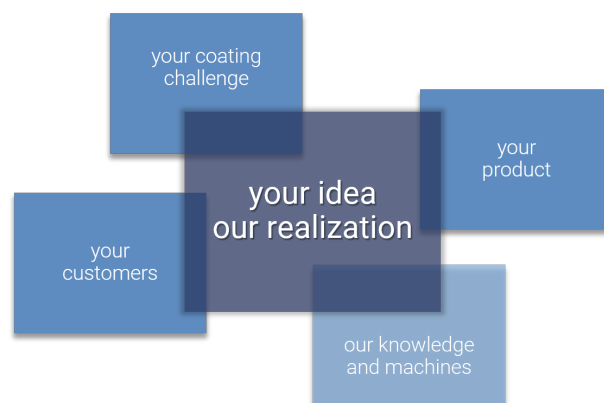 your coating
challenge
your
product
your idea
our realization
your
customers
our knowledge
and machines